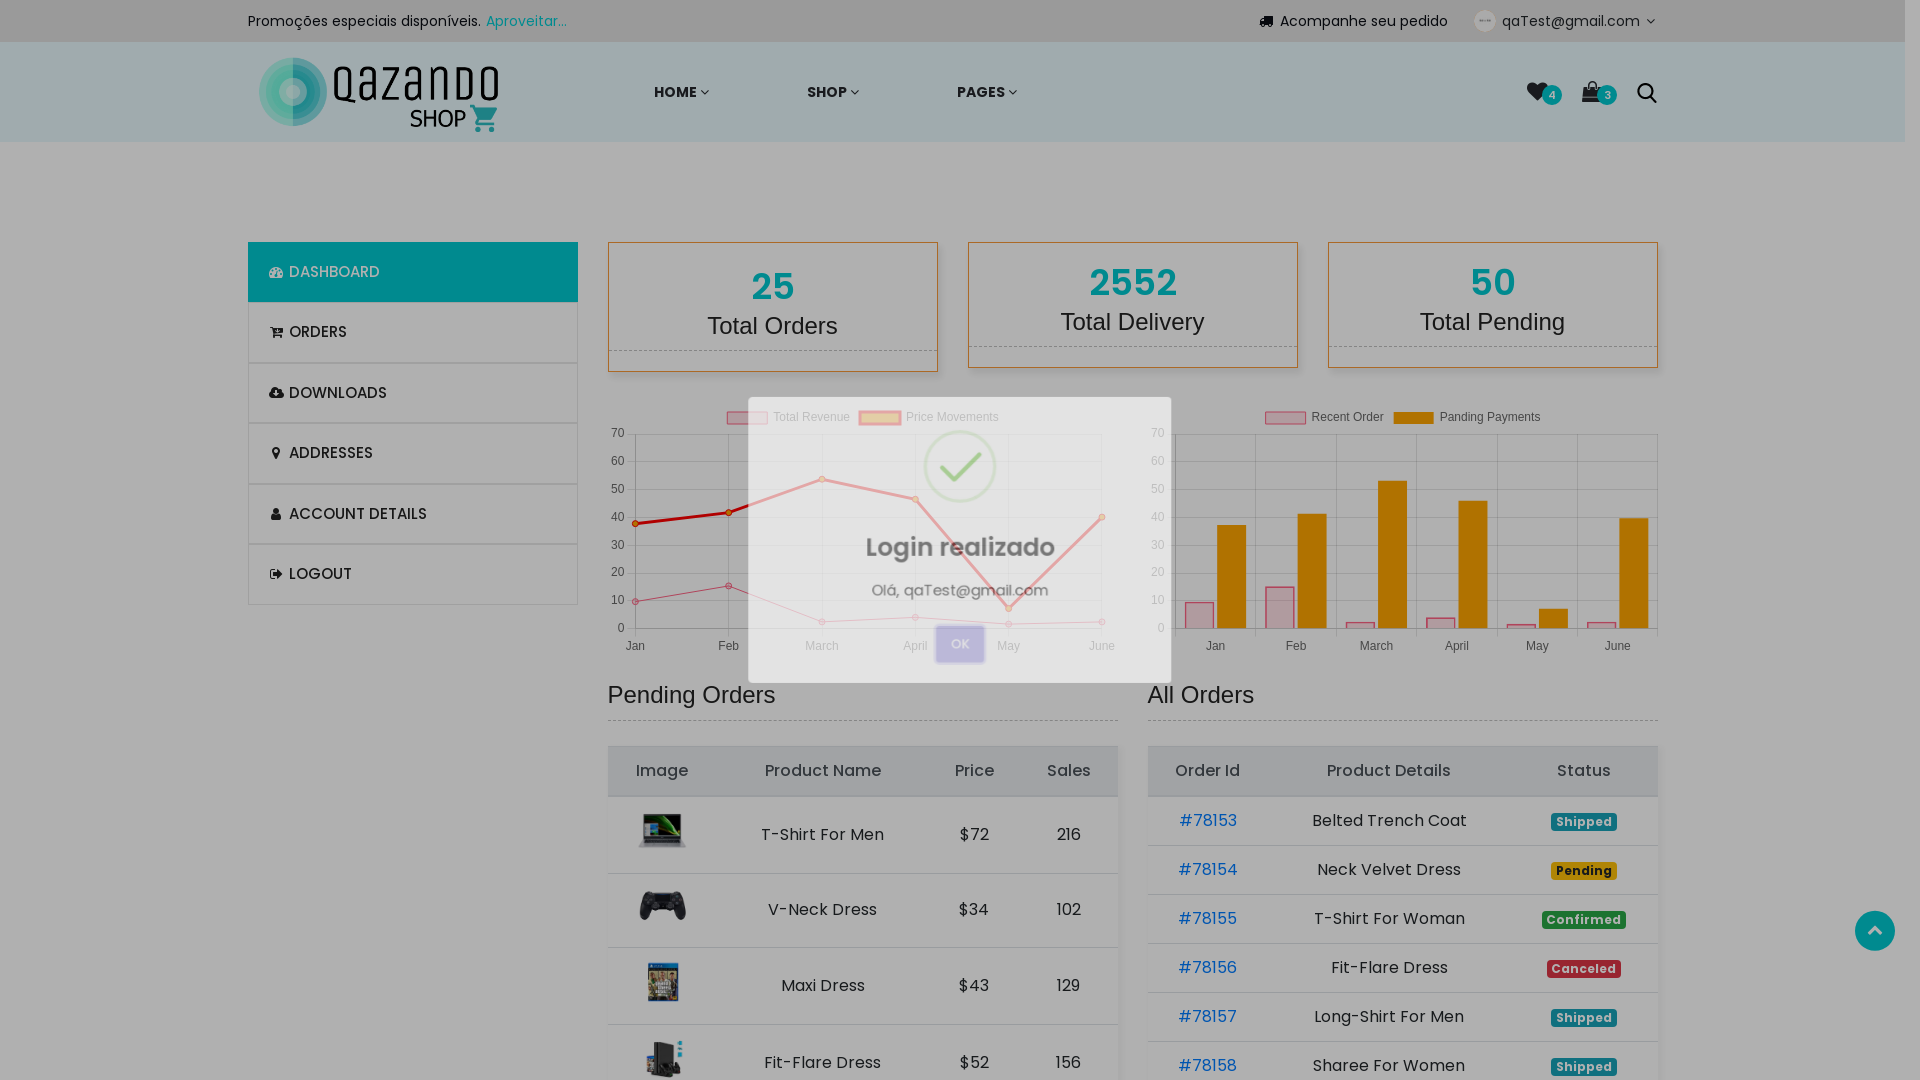 Promoções especiais disponíveis. Aproveitar...
Acompanhe seu pedido
qaTest@gmail.com
Qazando
SHOP
HOME
SHOP
PAGES
4
3
DASHBOARD
ORDERS
DOWNLOADS
ADDRESSES
ACCOUNT DETAILS
LOGOUT
25
Total Orders
2552
Total Delivery
50
Total Pending
Total Revenue Price Movements
70
60
50
40
30
20
10
0
Jan Feb March April May June
Recent Order Panding Payments
70
60
50
40
30
20
10
0
Jan Feb March April May June
Login realizado
Olá, qaTest@gmail.com
OK
Pending Orders
Image Product Name Price Sales
T-Shirt For Men $72 216
V-Neck Dress $34 102
Maxi Dress $43 129
Fit-Flare Dress $52 156
All Orders
Order Id Product Details Status
#78153 Belted Trench Coat Shipped
#78154 Neck Velvet Dress Pending
#78155 T-Shirt For Woman Confirmed
#78156 Fit-Flare Dress Canceled
#78157 Long-Shirt For Men Shipped
#78158 Sharee For Women Shipped